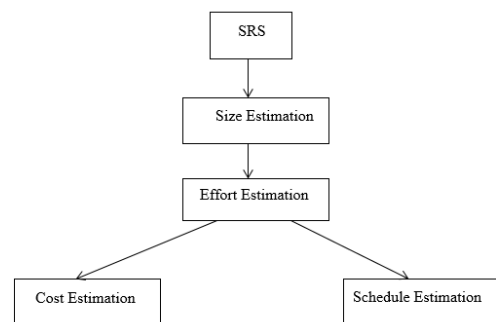 SRS
Size Estimation
Effort Estimation
Cost Estimation
Schedule Estimation